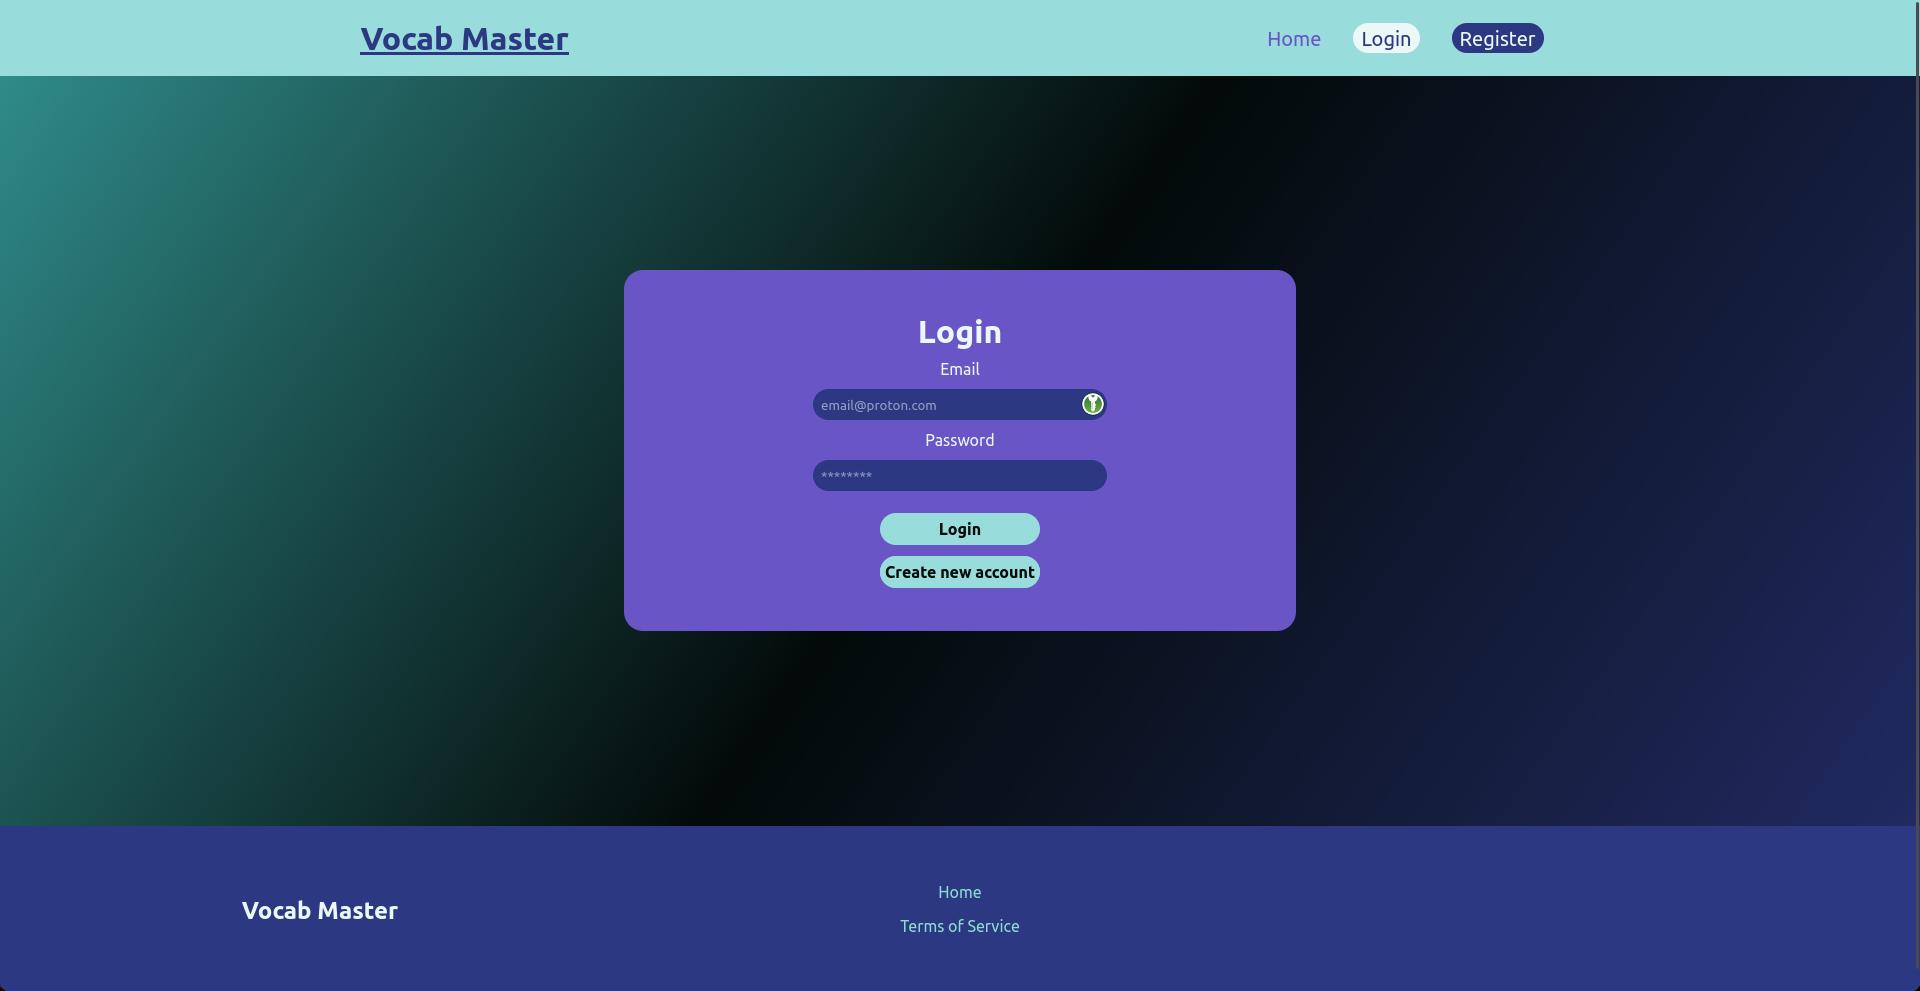 Vocab Master
Home Login Register
Login
Email
email@proton.com
Password
********
Login
Create new account
Vocab Master
Home
Terms of Service